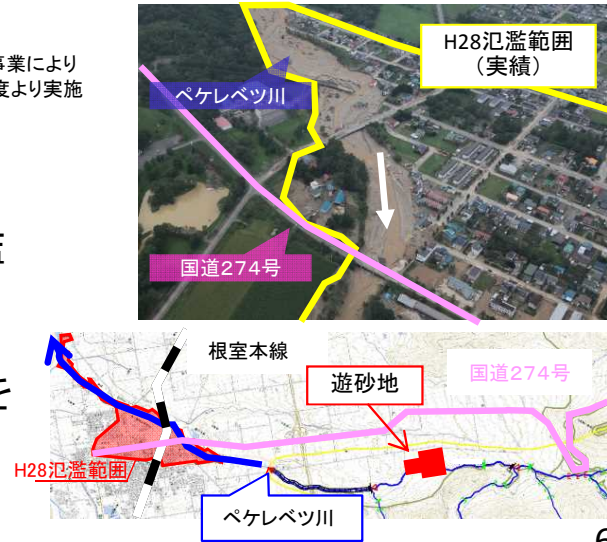 事業により
度より実施
H28氾濫範囲
（実績）
ペケレベツ川
国道274号
根室本線
国道274号
遊砂地
H28氾濫範囲
ペケレベツ川
6